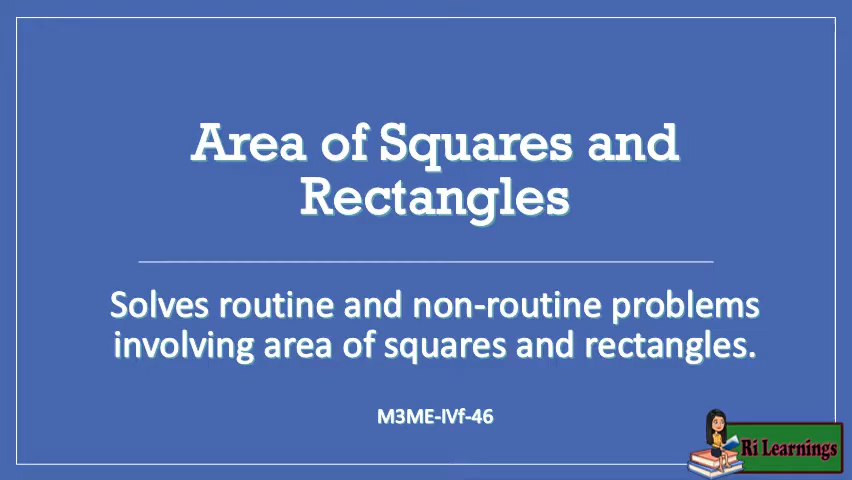 Area of Squares and
Rectangles
Solves routine and non-routine problems
involving area of squares and rectangles.
M3ME-IVf-46
Ri Learnings